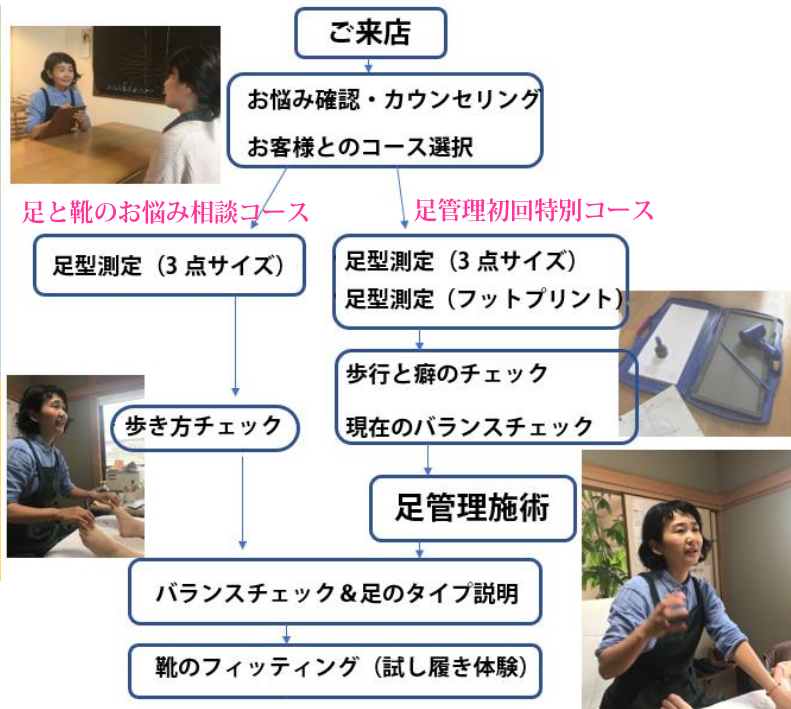 ご来店
お悩み確認・カウンセリング
お客様とのコース選択
足と靴のお悩み相談コース
足管理初回特別コース
足型測定（3点サイズ）
足型測定（3点サイズ）
足型測定（フットプリント）
歩行と癖のチェック
現在のバランスチェック
歩き方チェック
足管理施術
バランスチェック＆足のタイプ説明
靴のフィッティング（試し履き体験）